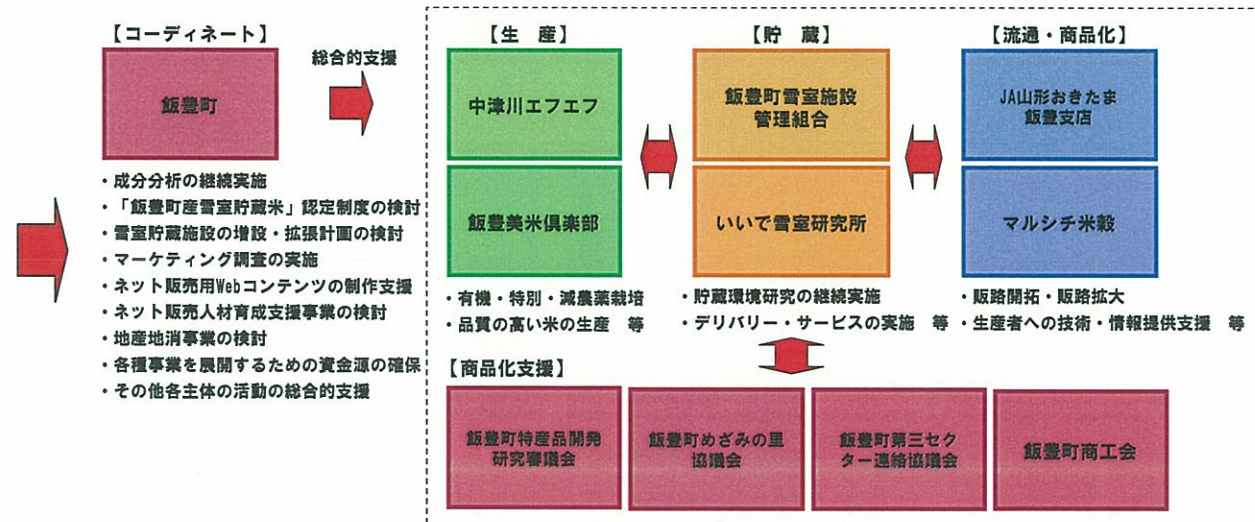 【コーディネート】
飯豊町
総合的支援
・成分分析の継続実施
・「飯豊町産雪室貯蔵米」認定制度の検討
・雪室貯蔵施設の増設・拡張計画の検討
・マーケティング調査の実施
・ネット販売用Webコンテンツの制作支援
・ネット販売人材育成支援事業の検討
・地産地消事業の検討
・各種事業を展開するための資金源の確保
・その他各主体の活動の総合的支援
【生 産】
中津川エフエフ
飯豊美米倶楽部
・有機・特別・減農薬栽培
・品質の高い米の生産 等
【貯 蔵】
飯豊町雪室施設
管理組合
いいで雪室研究所
・貯蔵環境研究の継続実施
・デリバリー・サービスの実施 等
【流通・商品化】
JA山形おきたま
飯豊支店
マルシチ米穀
・販路開拓・販路拡大
・生産者への技術・情報提供支援 等
【商品化支援】
飯豊町特産品開発
研究審議会
飯豊町めざみの里
協議会
飯豊町第三セク
ター連絡協議会
飯豊町商工会